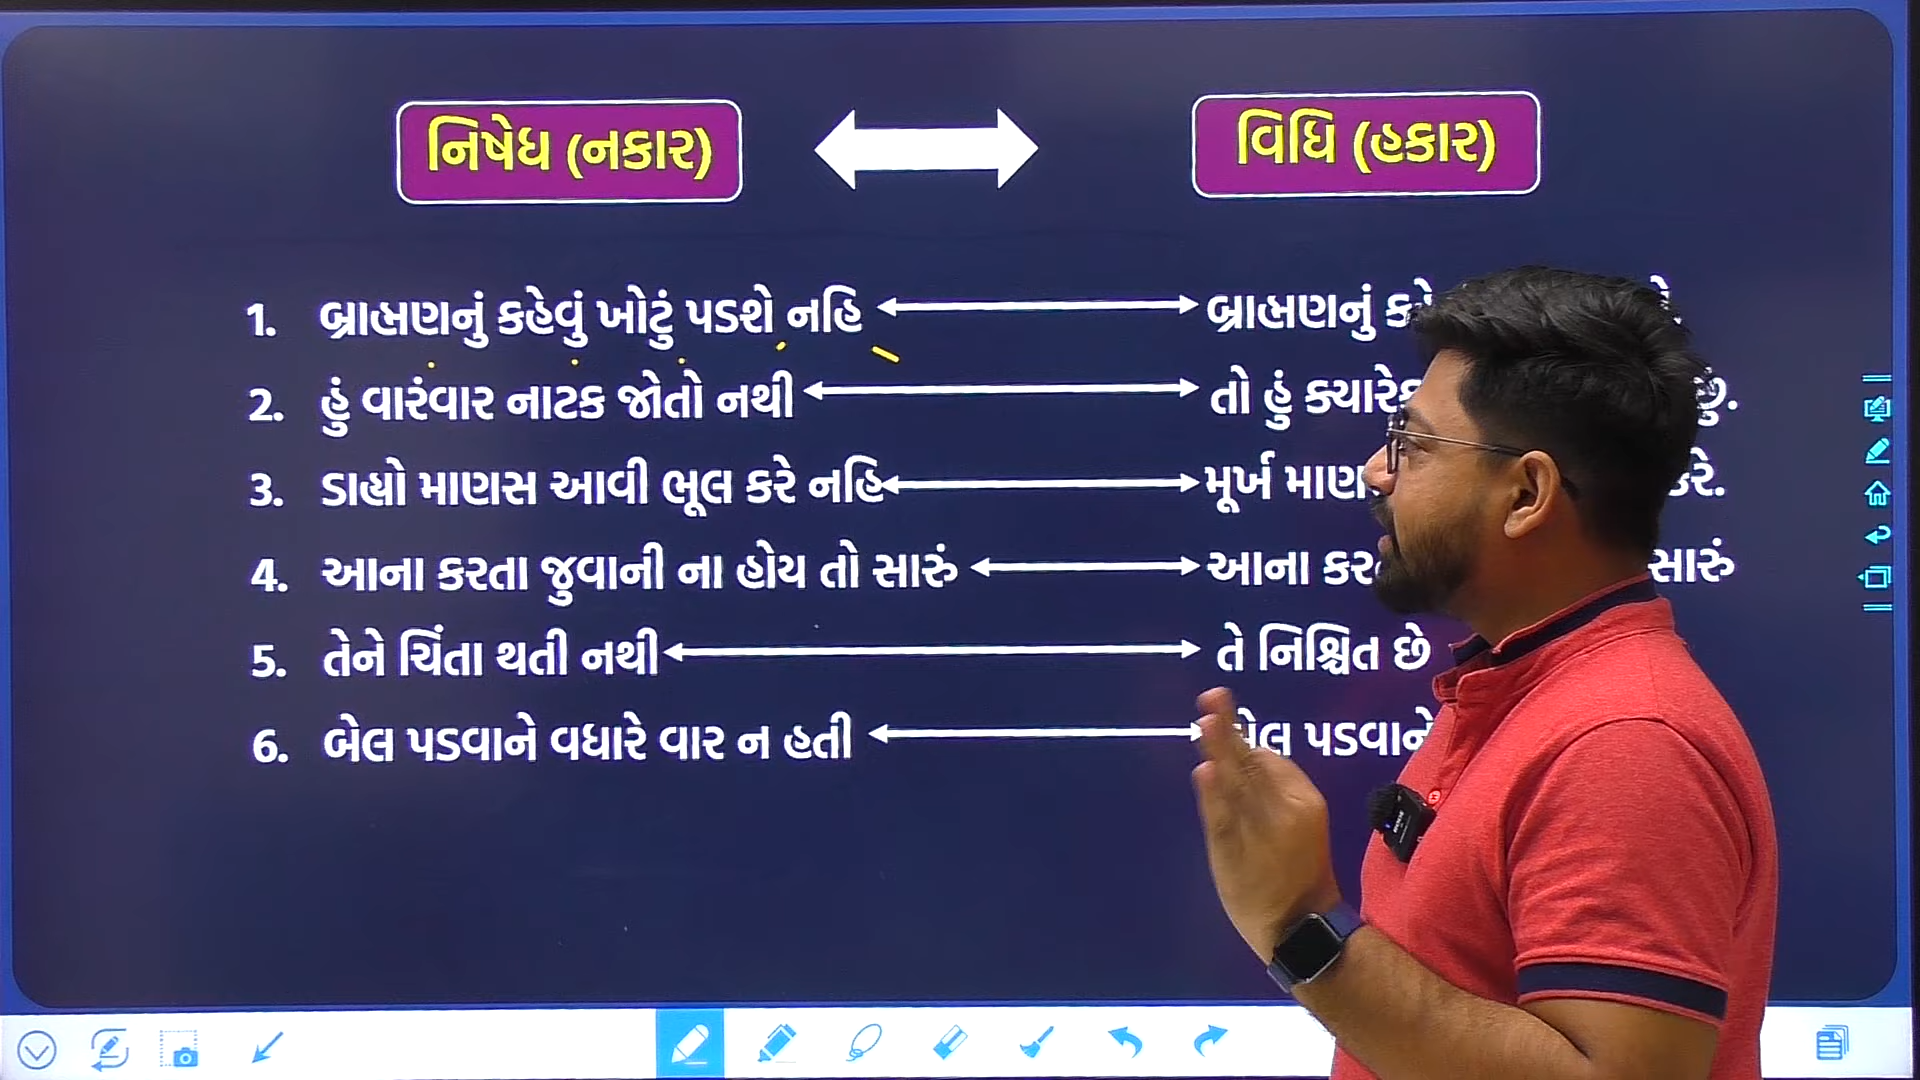 નિષેધ (નકાર) વિધિ (હકાર)
1. બ્રાહ્મણનું કહેવું ખોટું પડશે નહિ બ્રાહ્મણનું
2. હું વારંવાર નાટક જોતો નથી તો હું ક્યારેક છું.
3. ડાહ્યો માણસ આવી ભૂલ કરે નહિ મૂર્ખ કરે.
4. આના કરતા જુવાની ના હોય તો સારું આના સારું
5. તેને ચિંતા થતી નથી તે નિશ્ચિત છે
6. બેલ પડવાને વધારે વાર ન હતી બેલ પડવાને